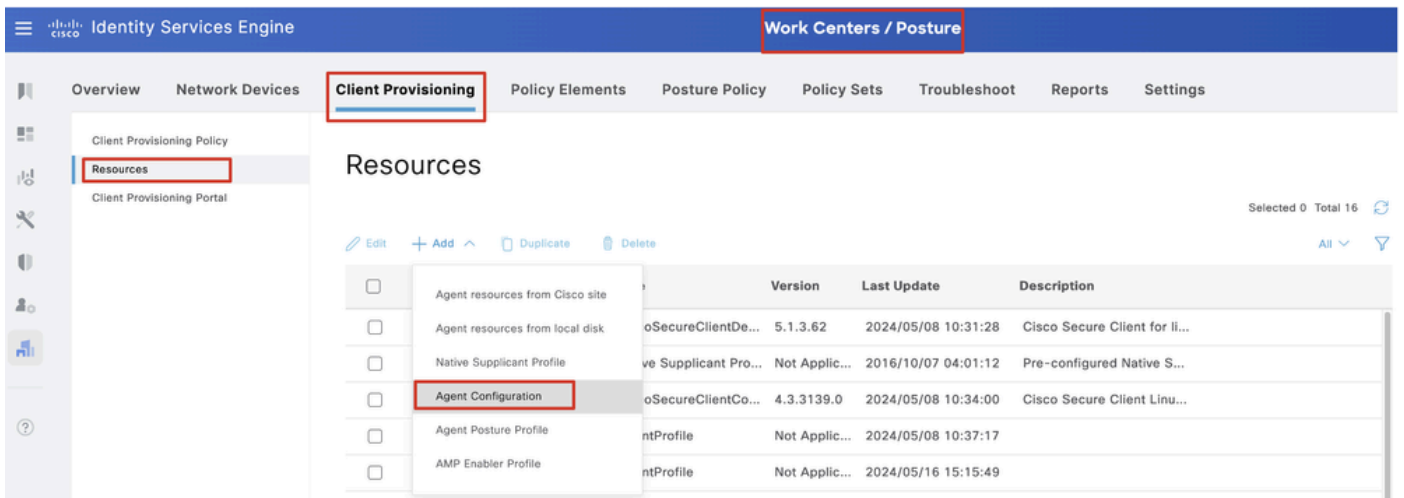 cisco Identity Services Engine
Work Centers / Posture
Overview Network Devices Client Provisioning Policy Elements Posture Policy Policy Sets Troubleshoot Reports Settings
Client Provisioning Policy
Resources
Client Provisioning Portal
Resources
Selected 0 Total 16
Edit Add Duplicate Delete All
Agent resources from Cisco site
Agent resources from local disk
Native Supplicant Profile
Agent Configuration
Agent Posture Profile
AMP Enabler Profile
Version Last Update Description
oSecureClientDe... 5.1.3.62 2024/05/08 10:31:28 Cisco Secure Client for li...
ve Supplicant Pro... Not Applic... 2016/10/07 04:01:12 Pre-configured Native S...
oSecureClientCo... 4.3.3139.0 2024/05/08 10:34:00 Cisco Secure Client Linu...
ntProfile Not Applic... 2024/05/08 10:37:17
ntProfile Not Applic... 2024/05/16 15:15:49